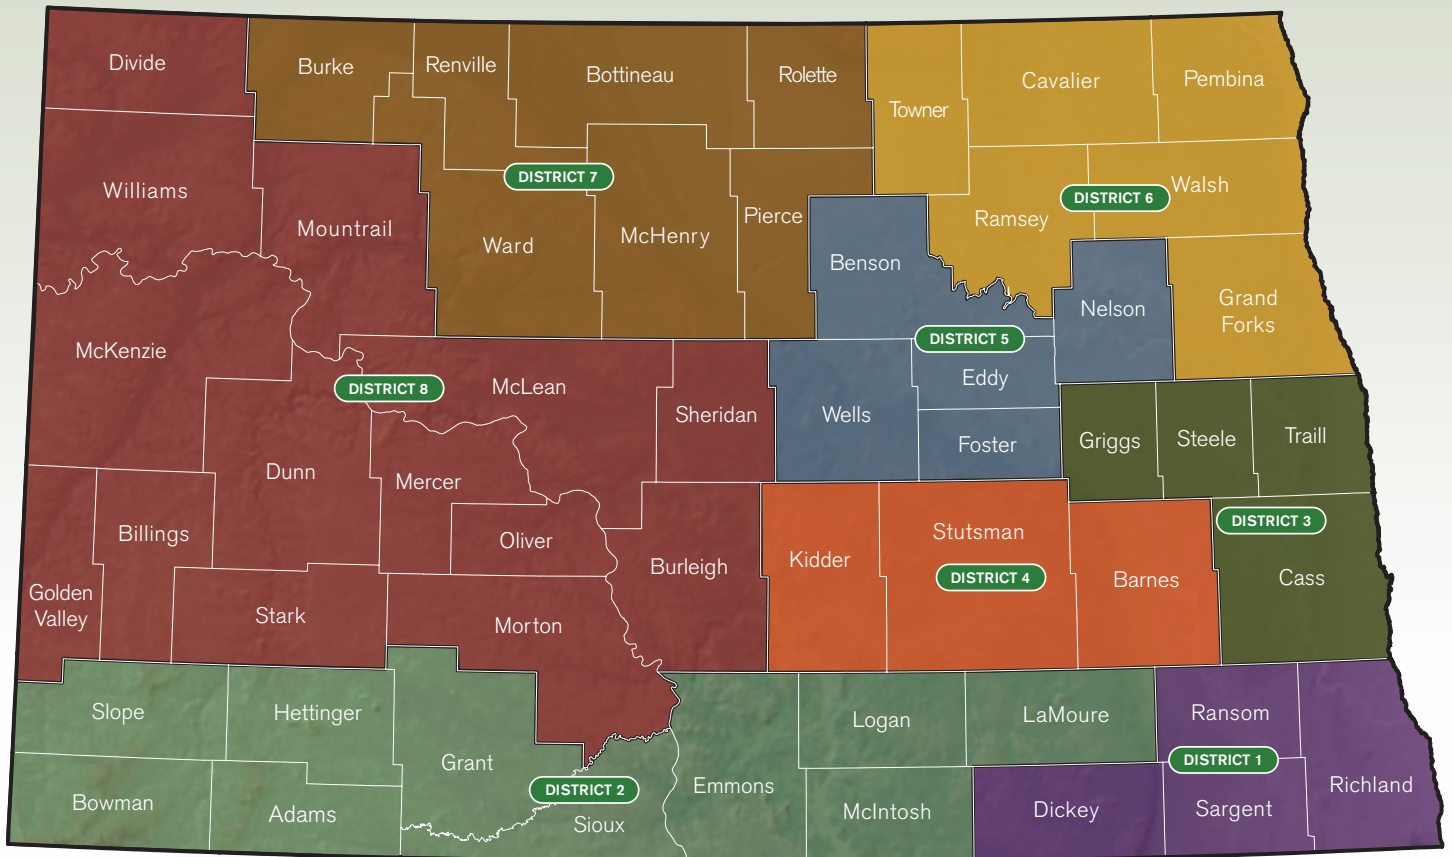 Divide
Burke
Renville
Bottineau
Rolette
Towner
Cavalier
Pembina
Williams
Mountrail
DISTRICT 7
Ward
McHenry
Pierce
Benson
Ramsey
DISTRICT 6
Walsh
Nelson
Grand
Forks
McKenzie
DISTRICT 8
McLean
Sheridan
DISTRICT 5
Eddy
Wells
Foster
Griggs
Steele
Traill
Dunn
Mercer
Billings
Oliver
Burleigh
Kidder
Stutsman
DISTRICT 4
Barnes
DISTRICT 3
Cass
Golden
Valley
Stark
Morton
Slope
Hettinger
Grant
Emmons
Logan
LaMoure
Ransom
DISTRICT 1
Richland
Bowman
Adams
DISTRICT 2
Sioux
McIntosh
Dickey
Sargent